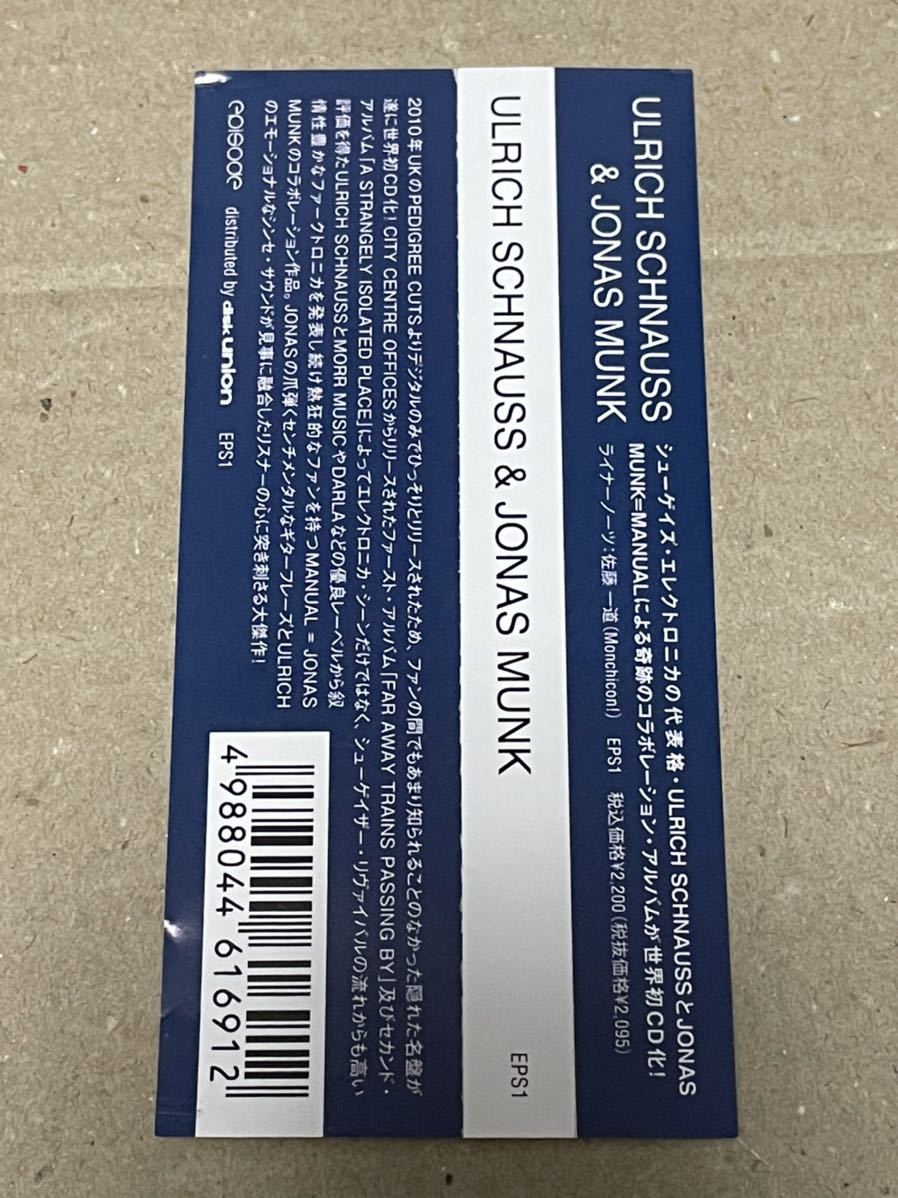 ULRICH SCHNAUSS
& JONAS MUNK
シューゲイズ・エレクトロニカの代表格・ULRICH SCHNAUSSとJONAS
MUNK=MANUALによる奇跡のコラボレーション・アルバムが世界初CD化!
ライナーノーツ:佐藤 一道(Monchicon!) EPS1 税込価格¥2,200(税抜価格¥2,095)
ULRICH SCHNAUSS & JONAS MUNK EPS1
2010年UKのPEDIGREE CUTSよりデジタルのみでひっそりとリリースされたため、ファンの間でもあまり知られることのなかった隠れた名盤が
遂に世界初CD化! CITY CENTRE OFFICESからリリースされたファースト・アルバム「FAR AWAY TRAINS PASSING BY」及びセカンド・
アルバム「A STRANGELY ISOLATED PLACE」によってエレクトロニカ・シーンだけではなく、シューゲイザー・リヴァイバルの流れからも高い
評価を得たULRICH SCHNAUSSとMORR MUSICやDARLAなどの優良レーベルから叙
情性豊かなファークトロニカを発表し続け熱狂的なファンを持つMANUAL = JONAS
MUNKのコラボレーション作品。JONASの爪弾くセンチメンタルなギターフレーズとULRICH
のエモーショナルなシンセ・サウンドが見事に融合したリスナーの心に突き刺さる大傑作!
episode distributed by diskunion EPS1
4 988044 616912